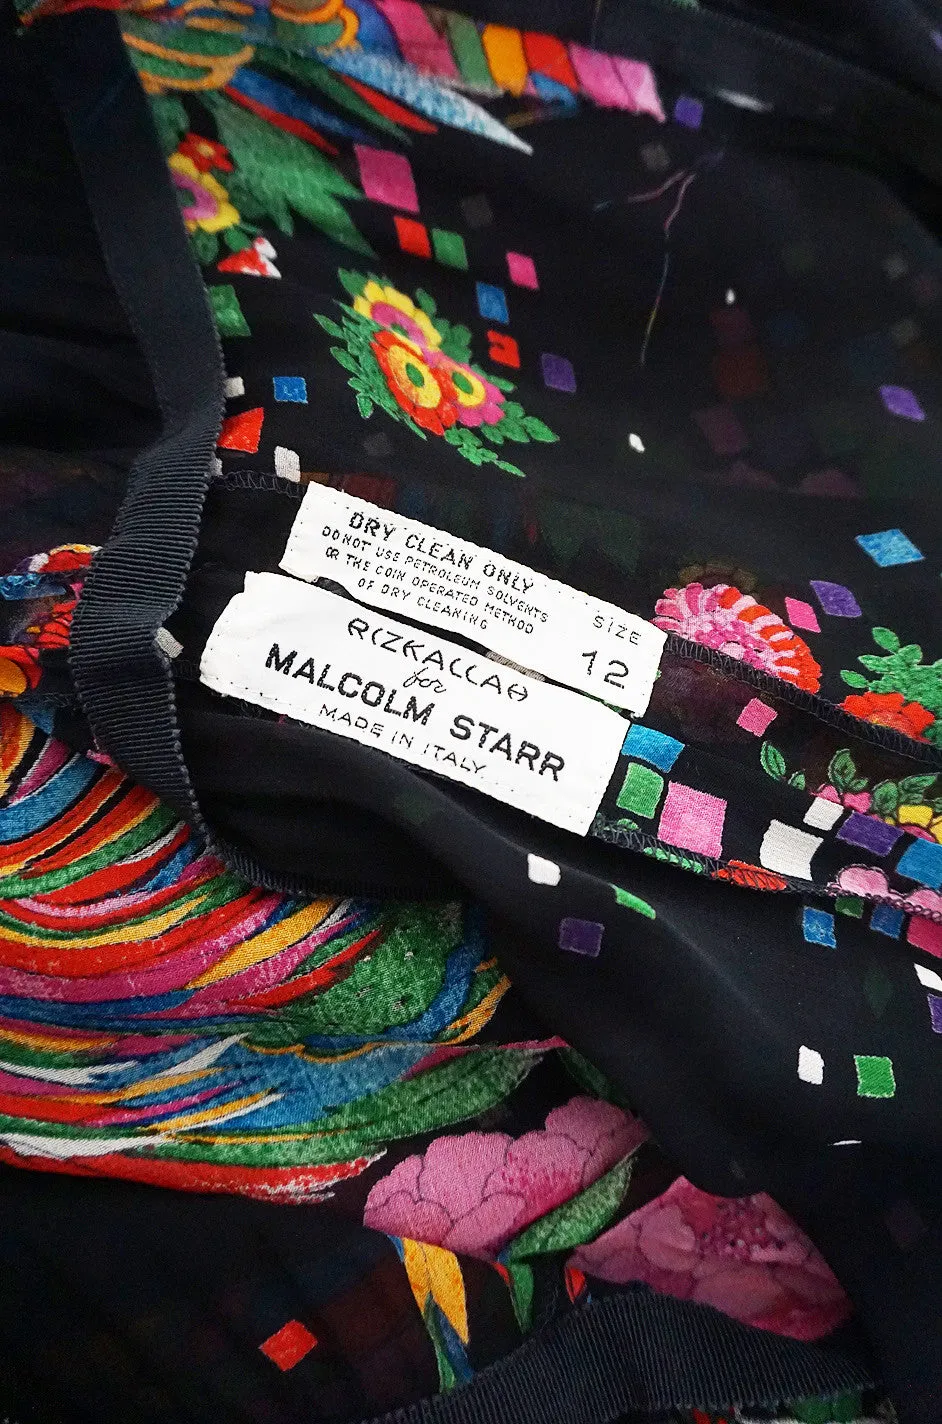 DRY CLEAN ONLY
DO NOT USE PETROLEUM SOLVENTS
OR THE COIN OPERATED METHOD
OF DRY CLEANING
SIZE
12
RIZKALLAH
for
MALCOLM STARR
MADE IN ITALY